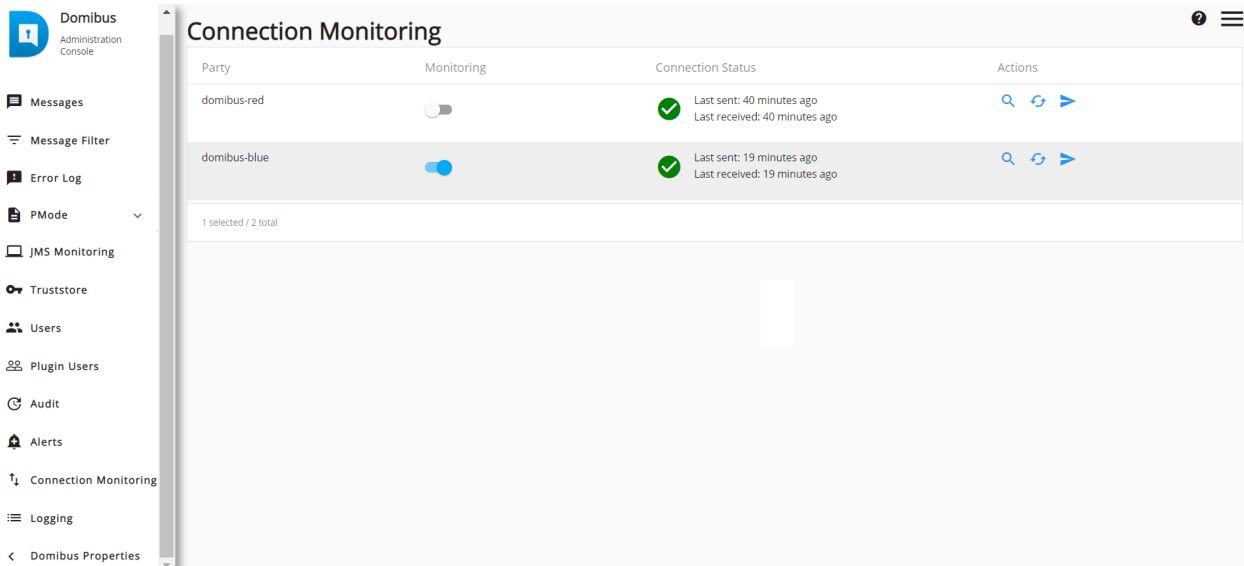 Domibus
Administration
Console
Messages
Message Filter
Error Log
PMode
JMS Monitoring
Truststore
Users
Plugin Users
Audit
Alerts
Connection Monitoring
Logging
Domibus Properties
Connection Monitoring
Party Monitoring Connection Status Actions
domibus-red
Last sent: 40 minutes ago
Last received: 40 minutes ago
domibus-blue
Last sent: 19 minutes ago
Last received: 19 minutes ago
1 selected / 2 total